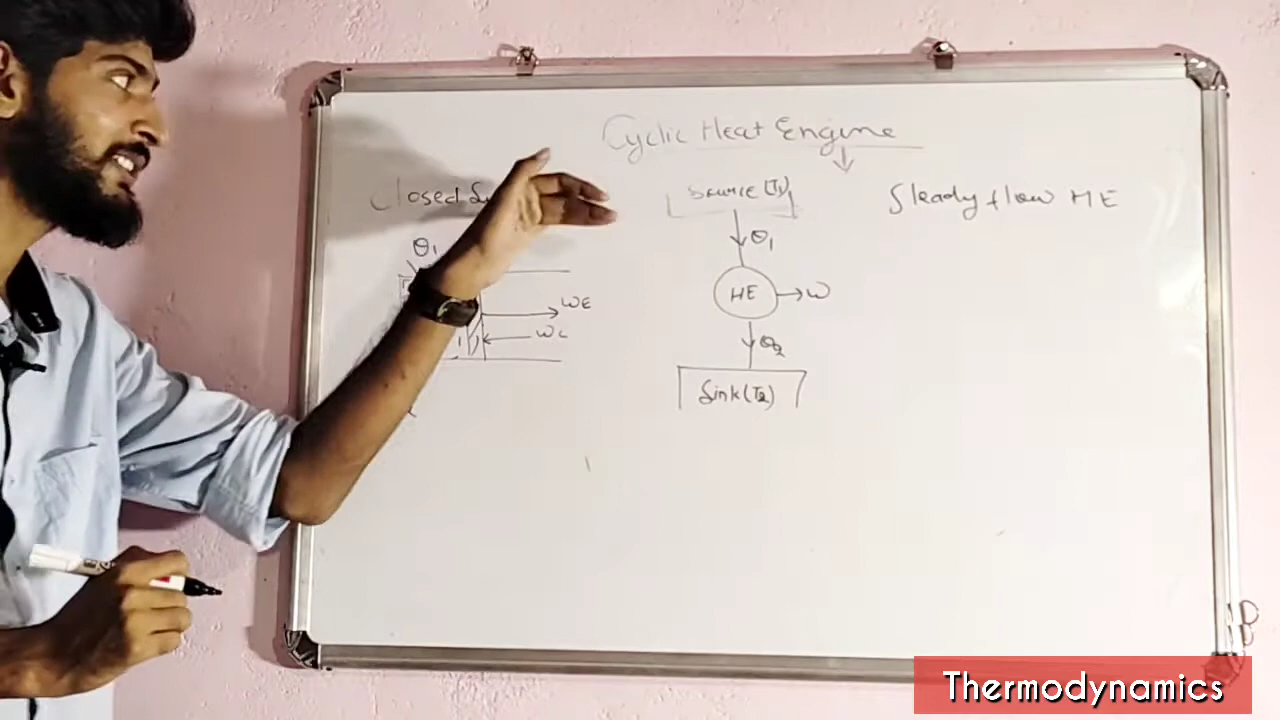 Cyclic Heat Engine
Closed
Source (T1)
Steady flow HE
Q1
Q1
HE
W
WE
WC
Q2
Sink (T2)
Thermodynamics